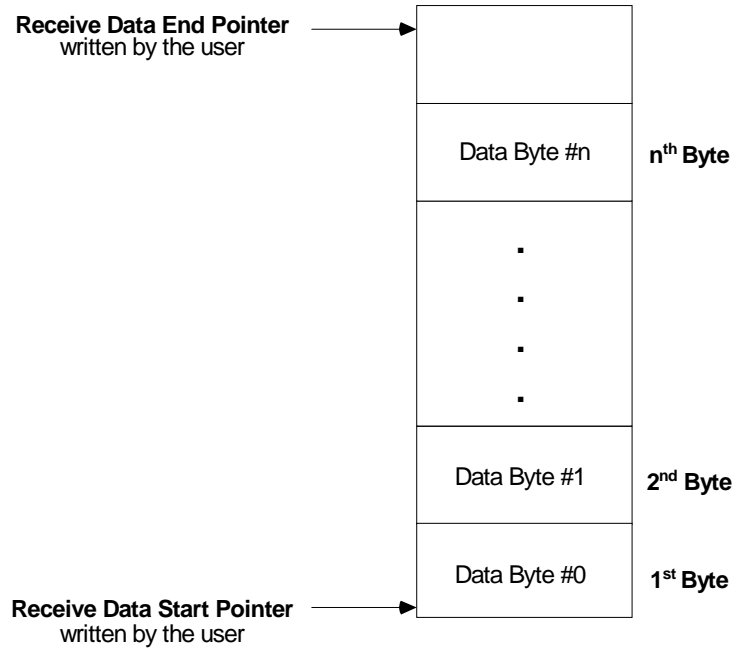 Receive Data End Pointer
written by the user
Data Byte #n
nth Byte
.
.
.
.
Data Byte #1
2nd Byte
Data Byte #0
1st Byte
Receive Data Start Pointer
written by the user